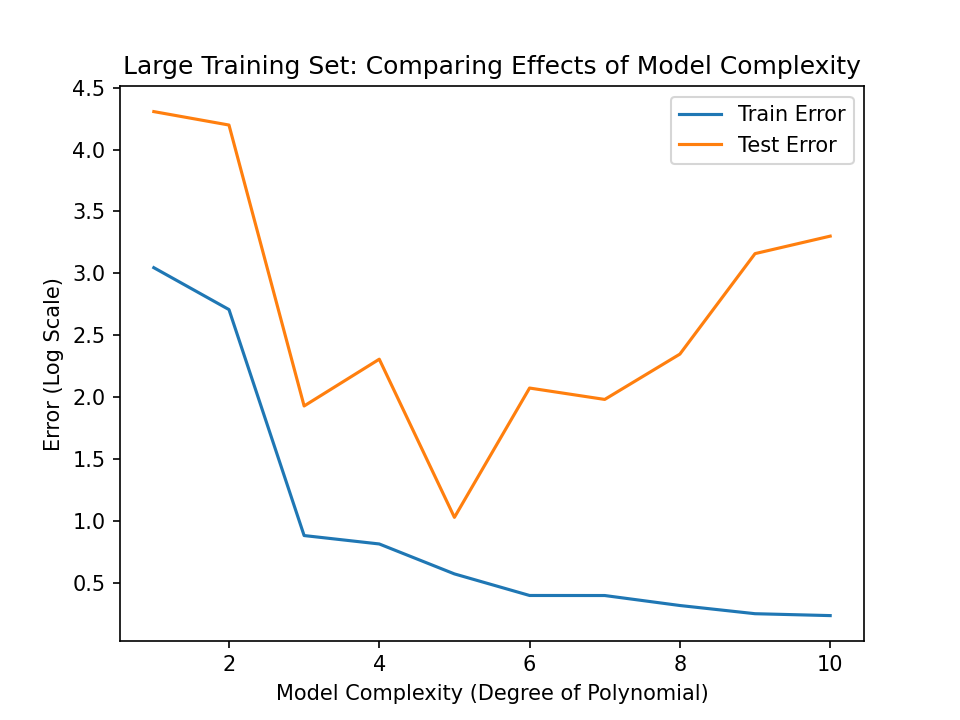 Large Training Set: Comparing Effects of Model Complexity
4.5
4.0
3.5
3.0
2.5
2.0
1.5
1.0
0.5
Error (Log Scale)
Train Error
Test Error
2 4 6 8 10
Model Complexity (Degree of Polynomial)